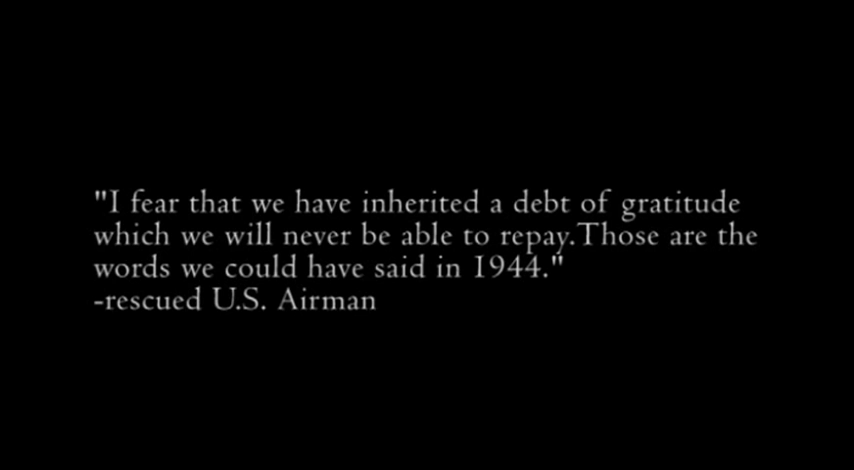 "I fear that we have inherited a debt of gratitude
which we will never be able to repay.Those are the
words we could have said in 1944."
-rescued U.S. Airman